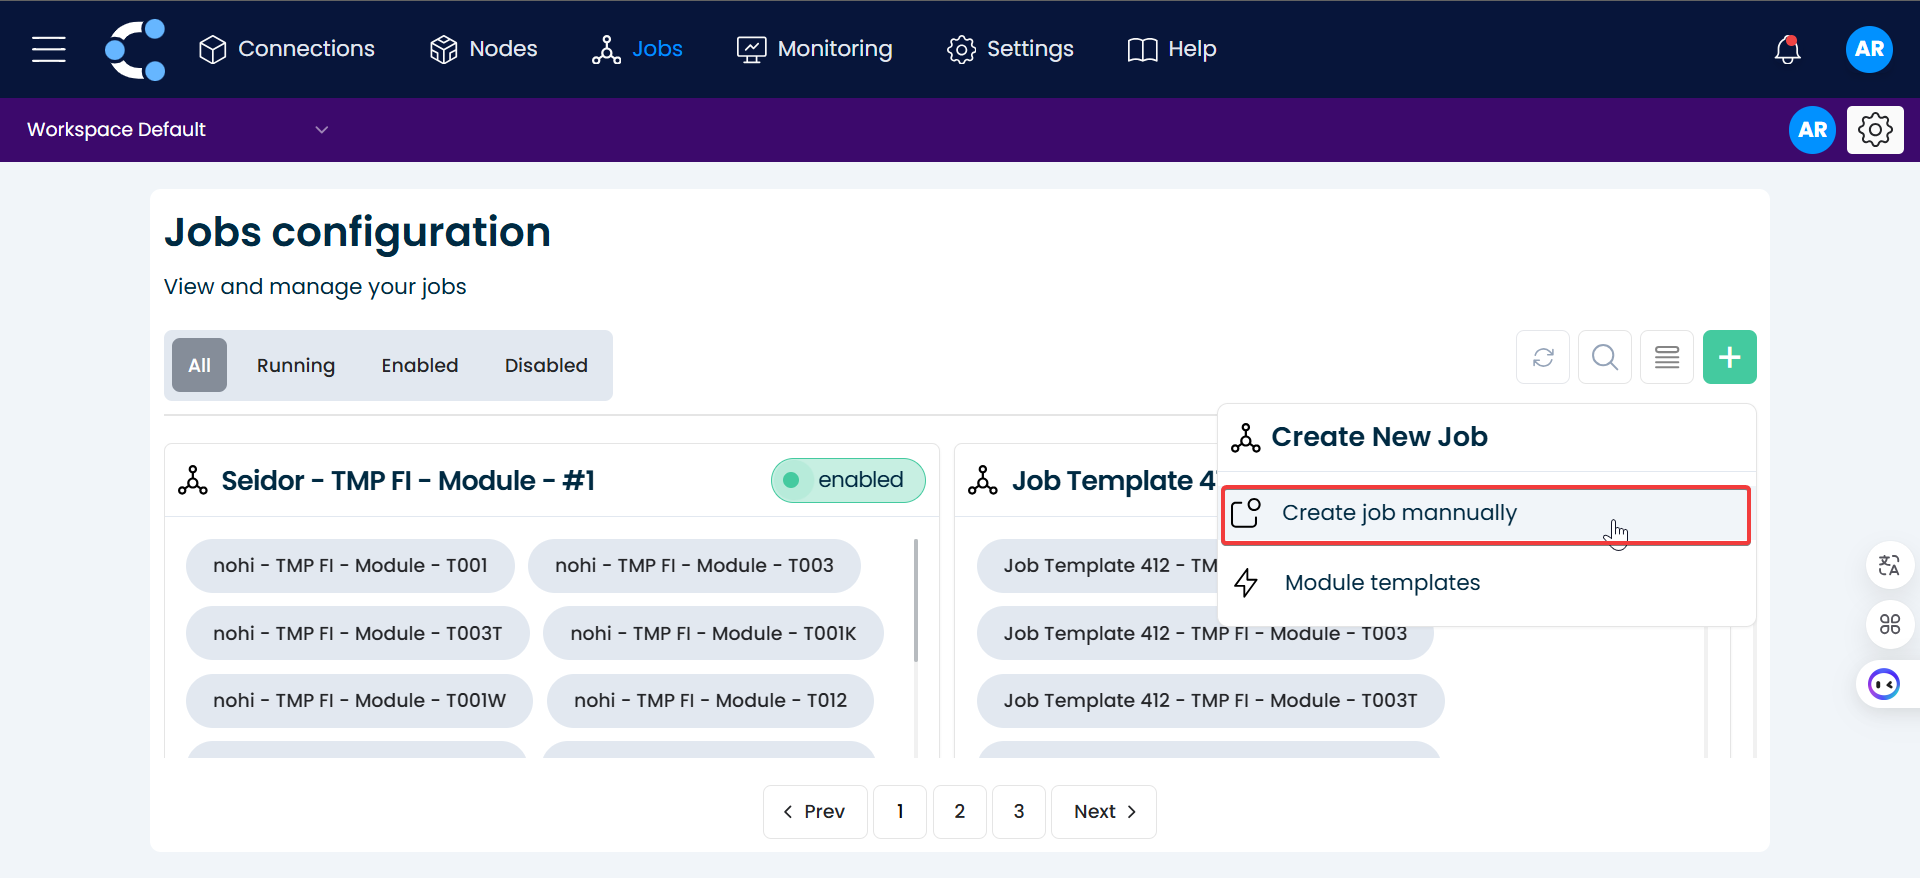 Connections
Nodes
Jobs
Monitoring
Settings
Help
AR
Workspace Default
AR
Jobs configuration
View and manage your jobs
All
Running
Enabled
Disabled
Create New Job
Create job mannually
Module templates
Seidor - TMP FI - Module - #1
enabled
nohi - TMP FI - Module - T001
nohi - TMP FI - Module - T003
nohi - TMP FI - Module - T003T
nohi - TMP FI - Module - T001K
nohi - TMP FI - Module - T001W
nohi - TMP FI - Module - T012
Job Template 4
Job Template 412 - TM
Job Template 412 - TMP FI - Module - T003
Job Template 412 - TMP FI - Module - T003T
Prev
1
2
3
Next